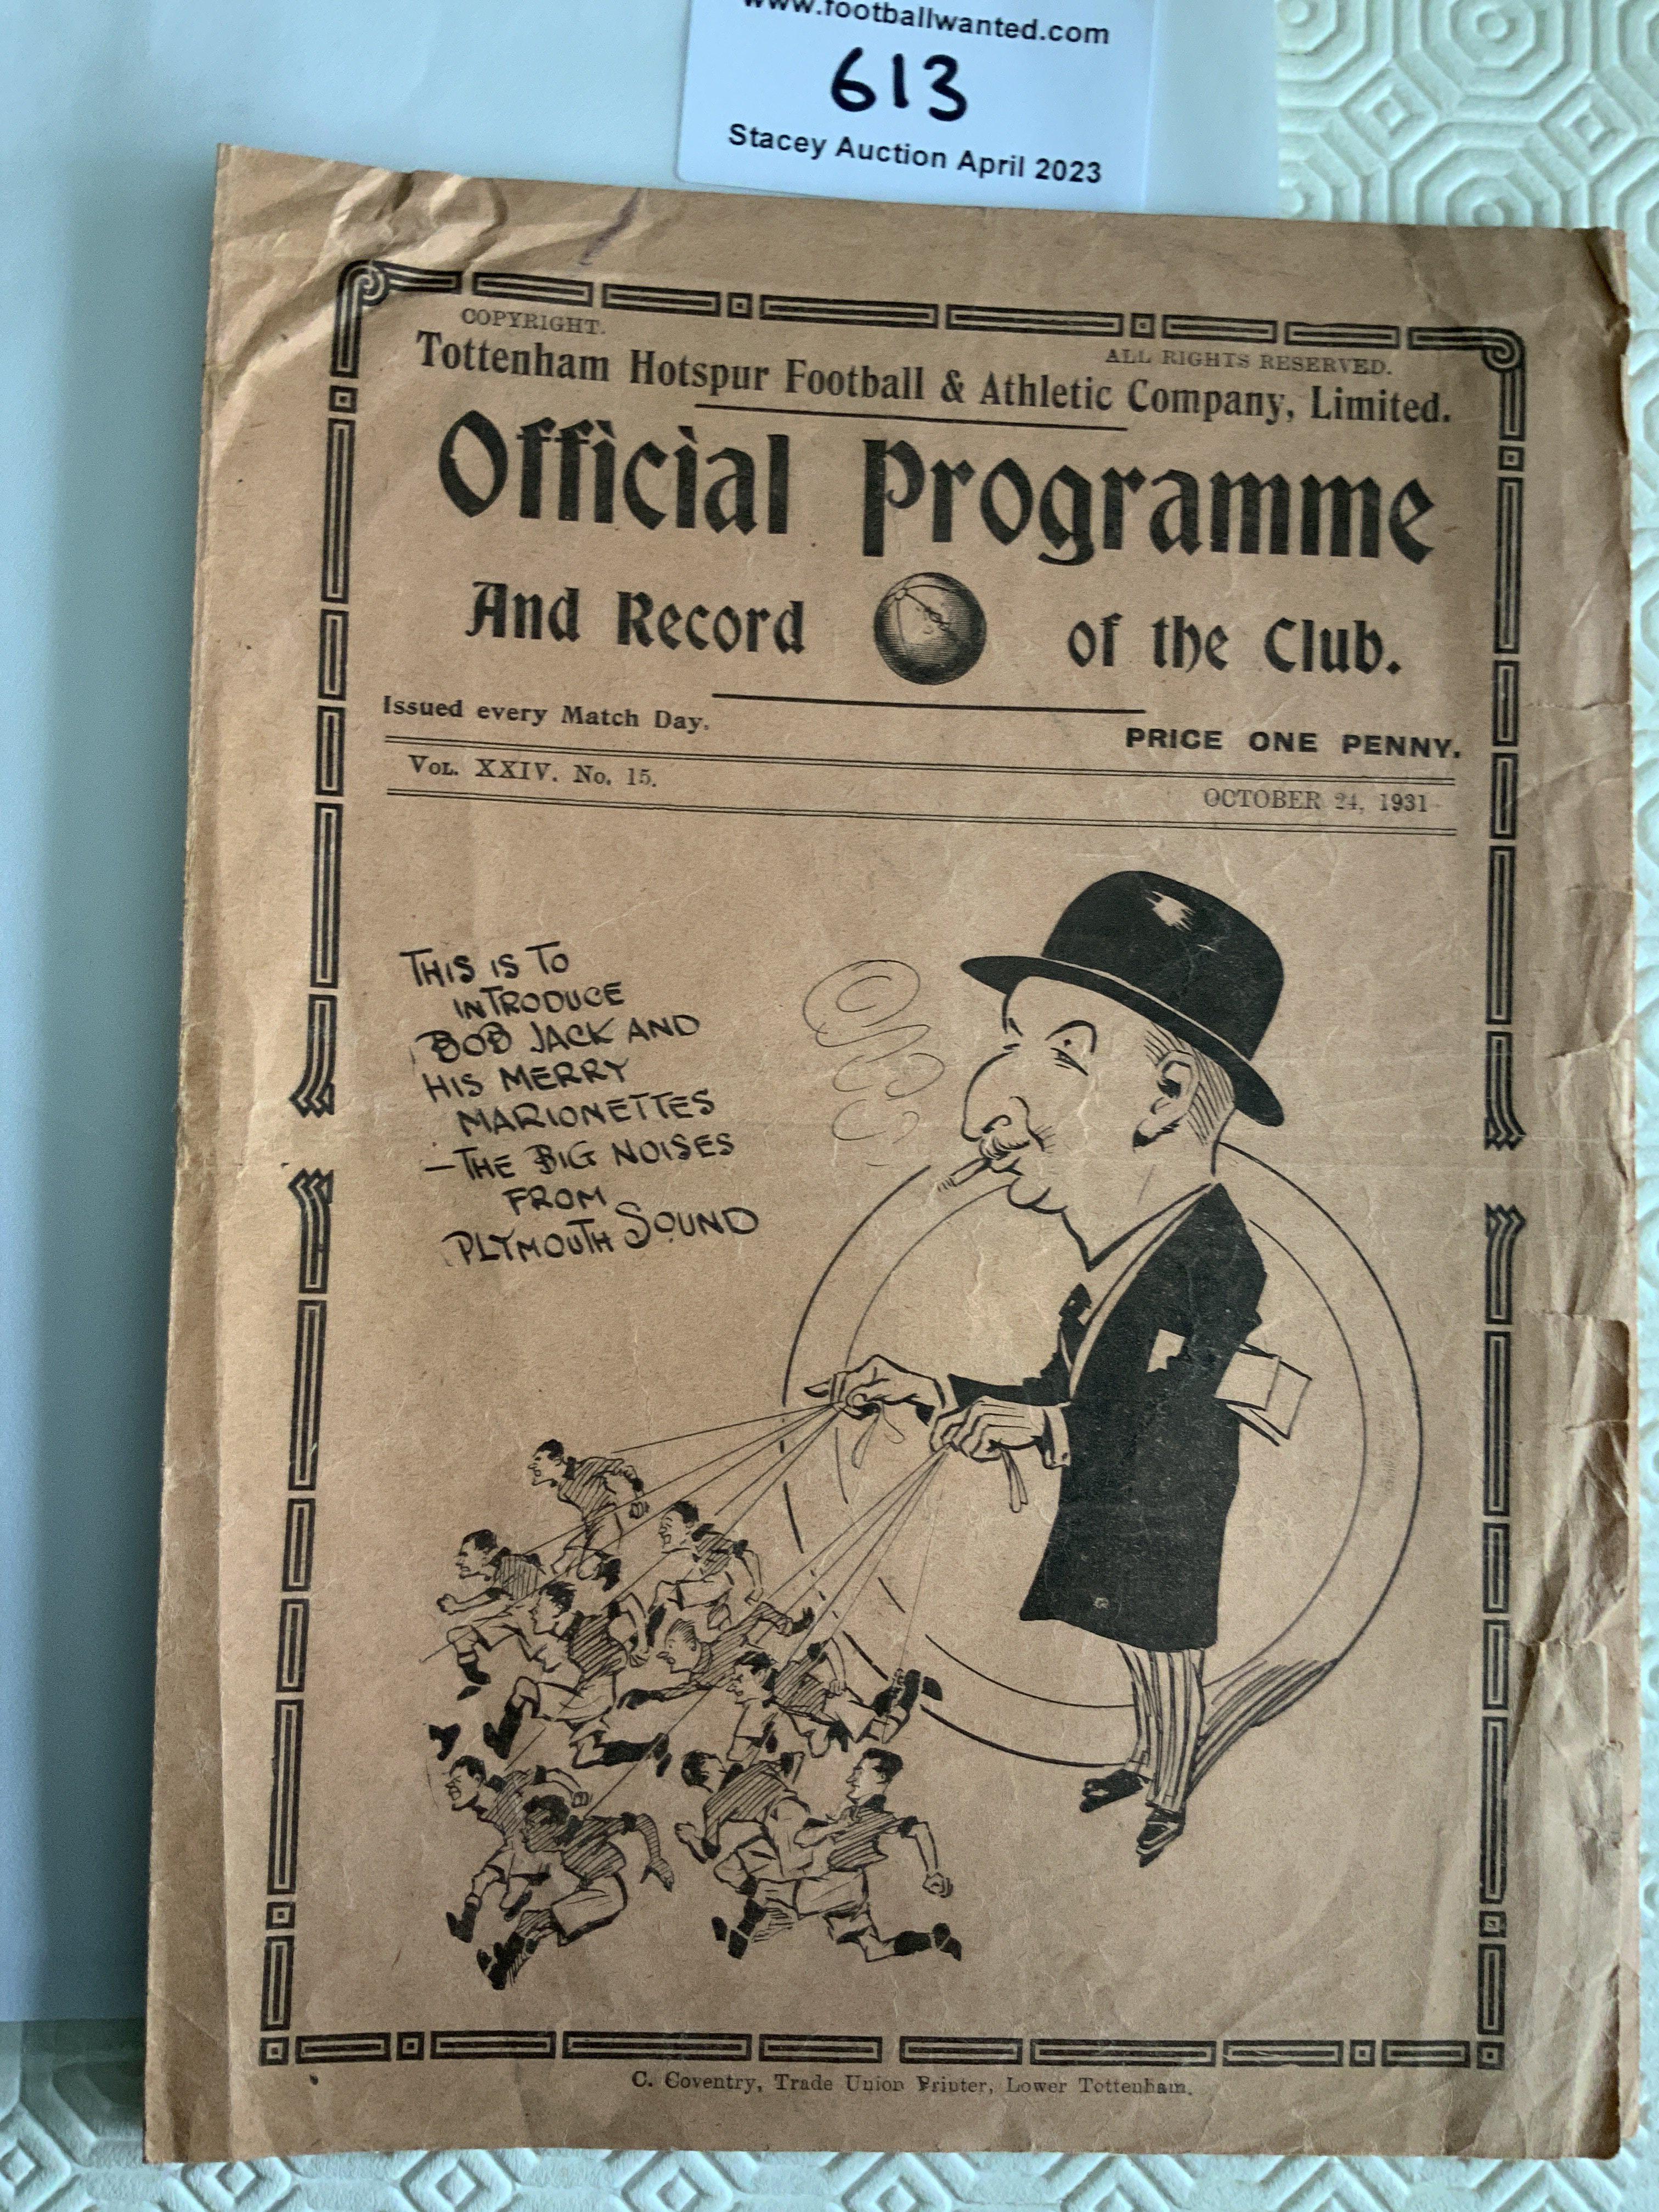 www.footballwanted.com
613
Stacey Auction April 2023
COPYRIGHT.
ALL RIGHTS RESERVED.
Tottenham Hotspur Football & Athletic Company, Limited.
Official Programme
And Record of the Club.
Issued every Match Day.
PRICE ONE PENNY.
VOL. XXIV. No. 15.
OCTOBER 24, 1931
THIS IS TO
INTRODUCE
BOB JACK AND
HIS MERRY
MARIONETTES
—THE BIG NOISES
FROM
PLYMOUTH SOUND
C. Coventry, Trade Union Printer, Lower Tottenham.